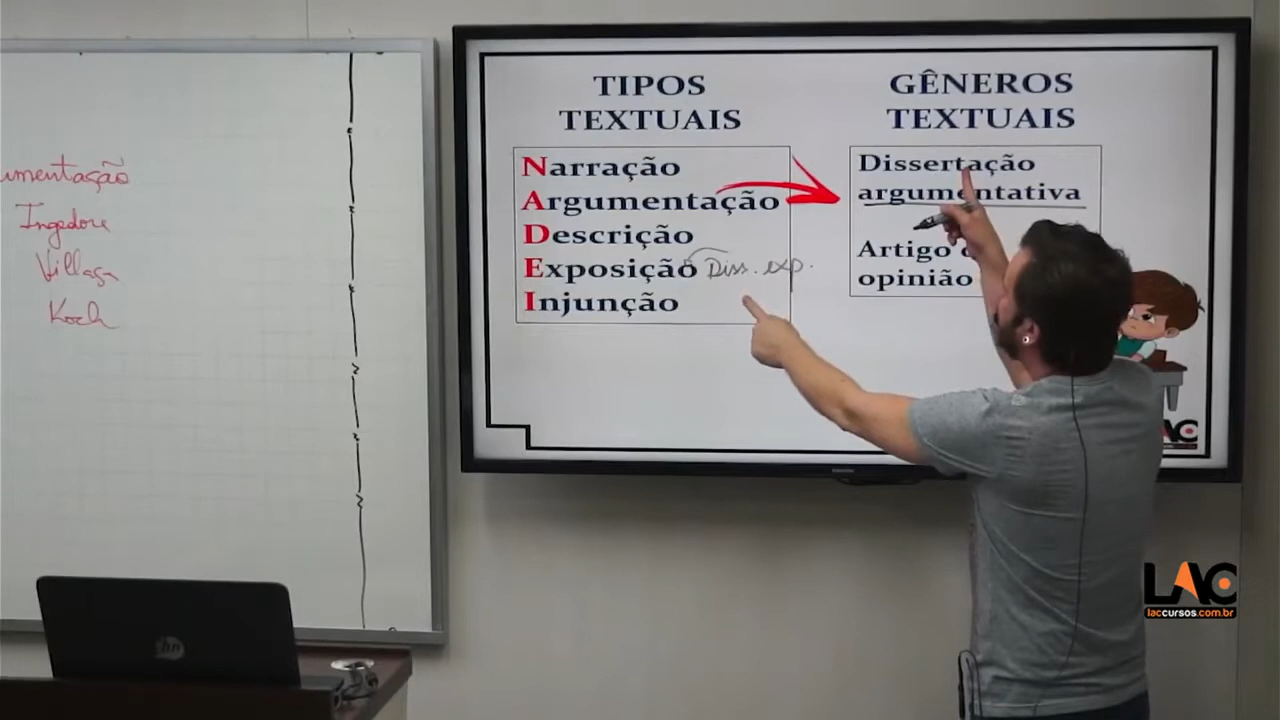 umentação
Ingedore
Villaça
Koch
TIPOS
TEXTUAIS
Narração
Argumentação
Descrição
Exposição Diss. exp.
Injunção
GÊNEROS
TEXTUAIS
Dissertação
argumentativa
Artigo
opinião
hp
LAC
laccursos.com.br